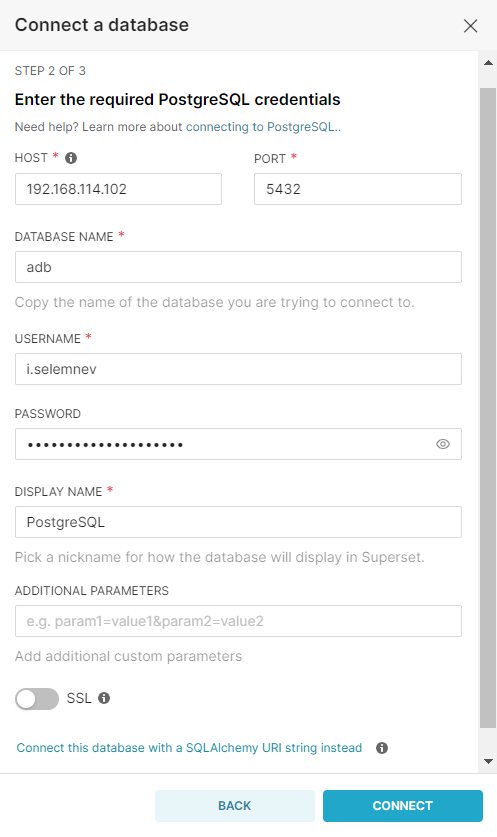 Connect a database
STEP 2 OF 3
Enter the required PostgreSQL credentials
Need help? Learn more about connecting to PostgreSQL..
HOST * PORT *
192.168.114.102 5432
DATABASE NAME *
adb
Copy the name of the database you are trying to connect to.
USERNAME *
i.selemnev
PASSWORD
••••••••••••••••••••
DISPLAY NAME *
PostgreSQL
Pick a nickname for how the database will display in Superset.
ADDITIONAL PARAMETERS
e.g. param1=value1&param2=value2
Add additional custom parameters
SSL
Connect this database with a SQLAlchemy URI string instead
BACK CONNECT